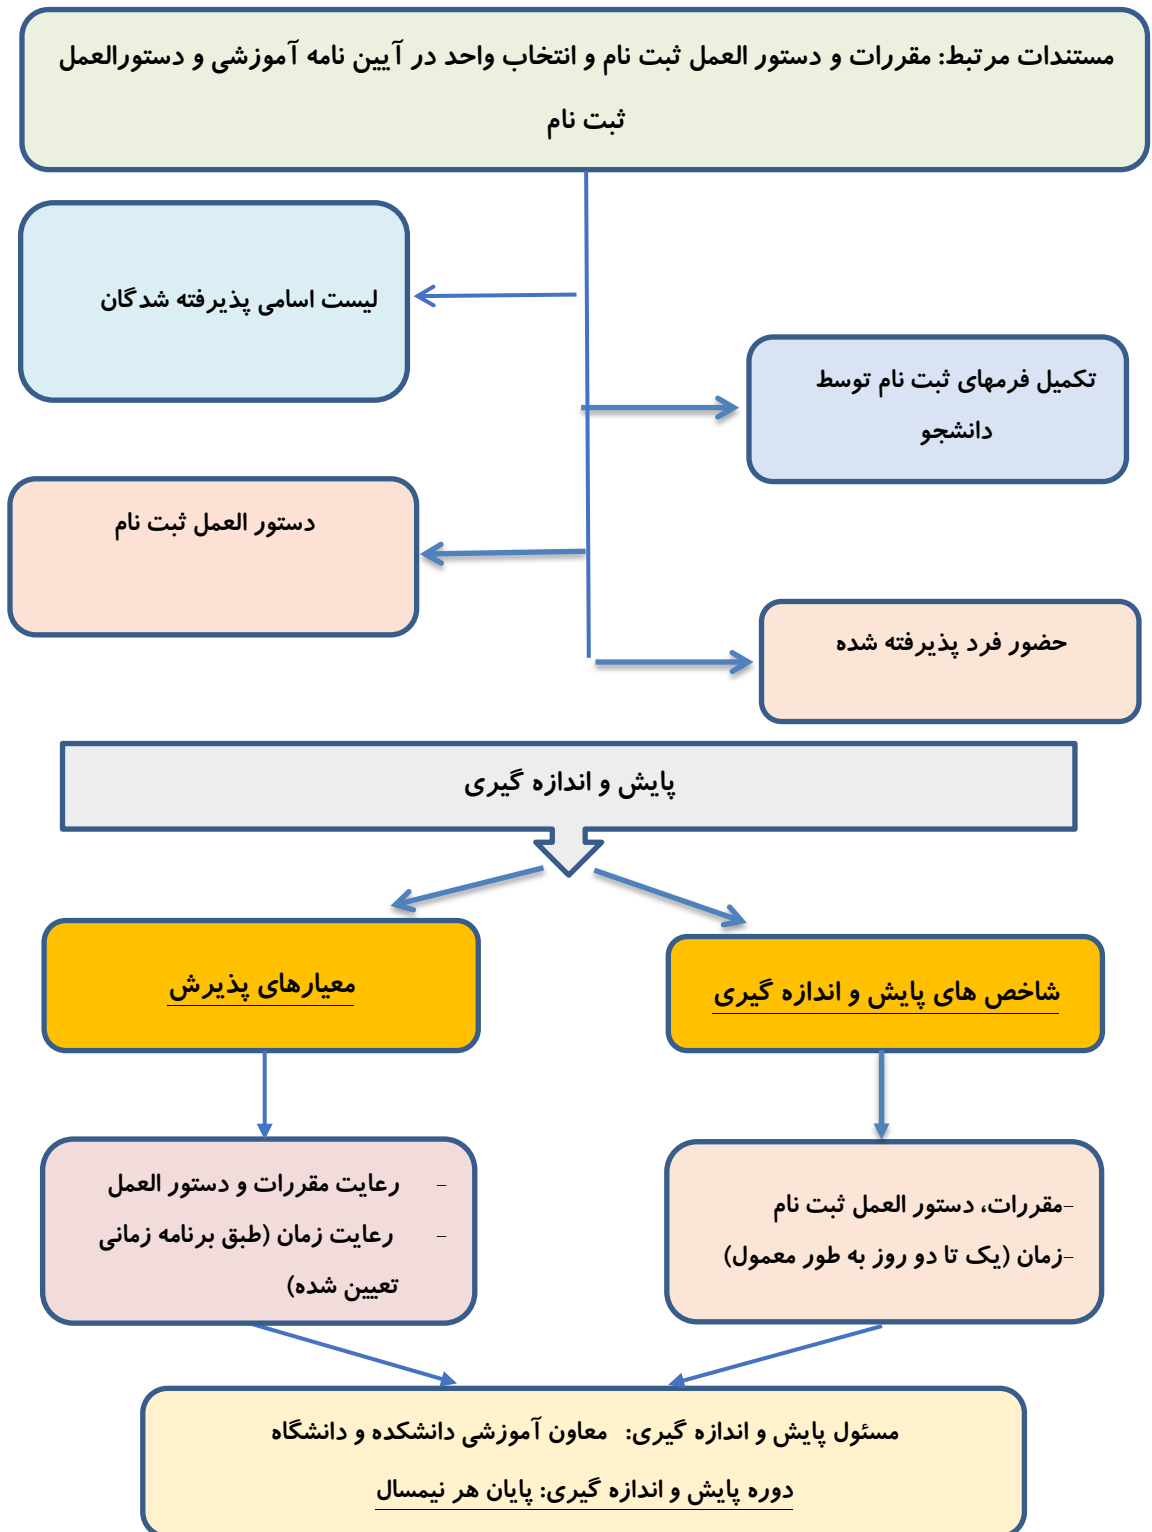 مستندات مرتبط: مقررات و دستور العمل ثبت نام و انتخاب واحد در آیین نامه آموزشی و دستورالعمل
ثبت نام
لیست اسامی پذیرفته شدگان
تکمیل فرمهای ثبت نام توسط
دانشجو
دستور العمل ثبت نام
حضور فرد پذیرفته شده
پایش و اندازه گیری
شاخص های پایش و اندازه گیری
معیارهای پذیرش
-مقررات، دستور العمل ثبت نام
-زمان (یک تا دو روز به طور معمول)
- رعایت مقررات و دستور العمل
- رعایت زمان (طبق برنامه زمانی
تعیین شده)
مسئول پایش و اندازه گیری: معاون آموزشی دانشکده و دانشگاه
دوره پایش و اندازه گیری: پایان هر نیمسال